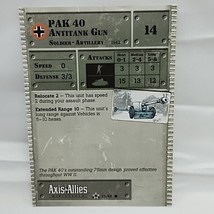 PAK 40
ANTITANK GUN
SOLDIER · ARTILLERY
14
SPEED 0
DEFENSE 3/3
ATTACKS
Relocate 2 — This unit has speed
2 during your assault phase.
Extended Range 10 — This unit's
long range against Vehicles is
5–10 hexes.
The PAK 40's outstanding 75mm design proved effective
throughout WW II.
Axis&Allies